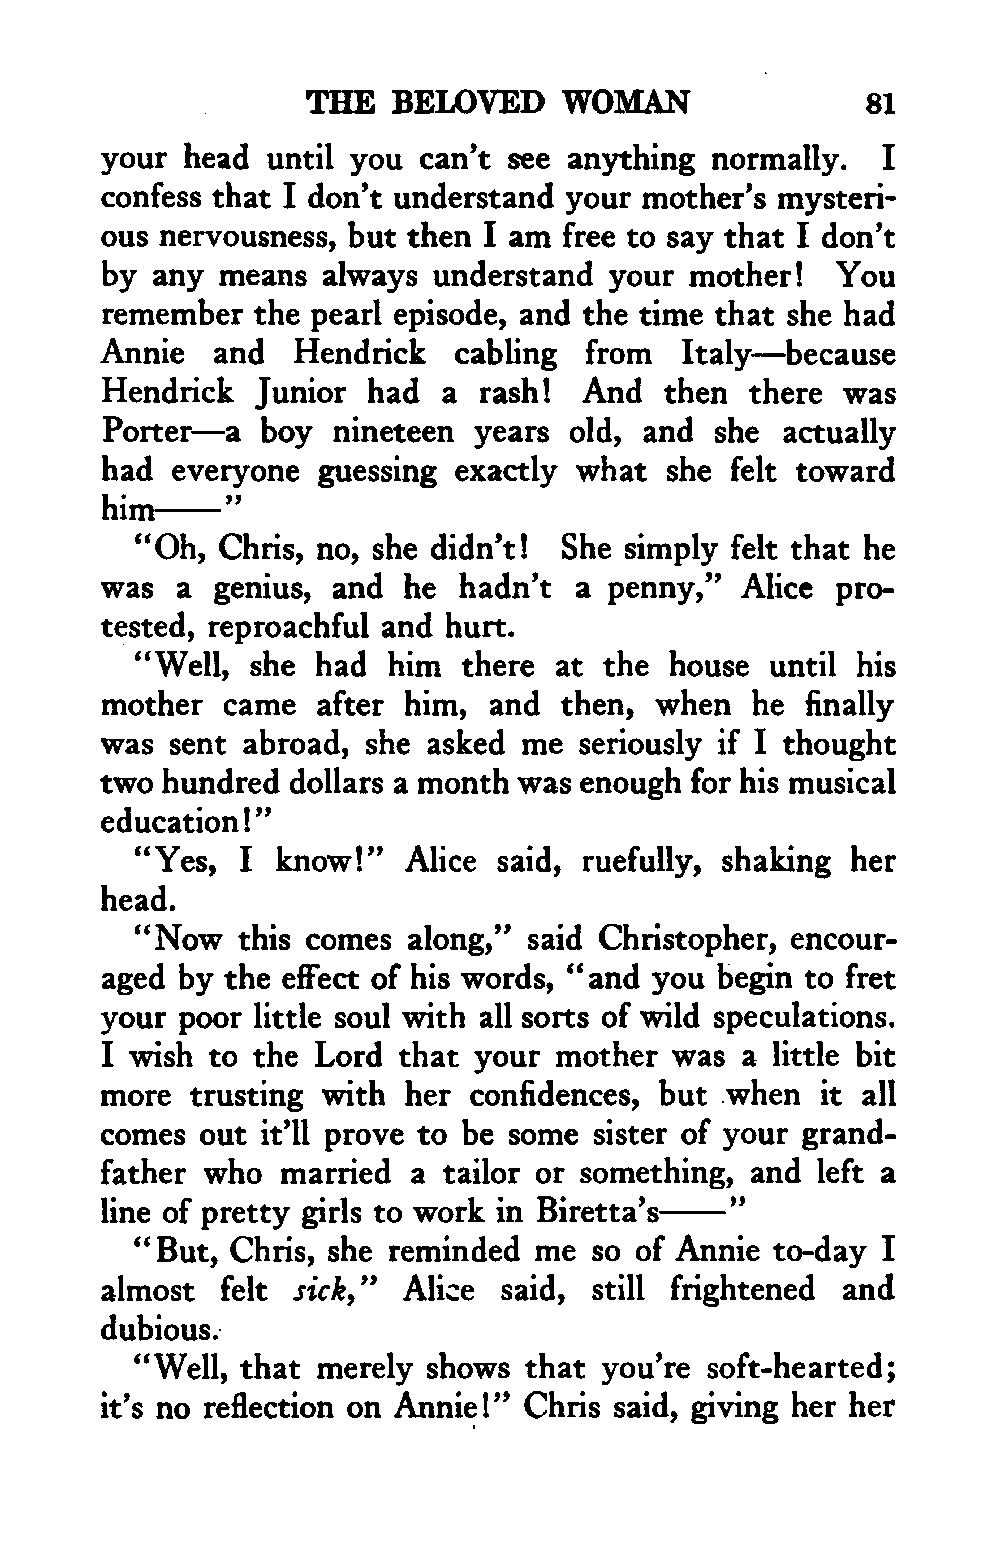 THE BELOVED WOMAN 81
your head until you can't see anything normally. I
confess that I don't understand your mother's mysteri-
ous nervousness, but then I am free to say that I don't
by any means always understand your mother! You
remember the pearl episode, and the time that she had
Annie and Hendrick cabling from Italy—because
Hendrick Junior had a rash! And then there was
Porter—a boy nineteen years old, and she actually
had everyone guessing exactly what she felt toward
him——"
"Oh, Chris, no, she didn't! She simply felt that he
was a genius, and he hadn't a penny," Alice pro-
tested, reproachful and hurt.
"Well, she had him there at the house until his
mother came after him, and then, when he finally
was sent abroad, she asked me seriously if I thought
two hundred dollars a month was enough for his musical
education!"
"Yes, I know!" Alice said, ruefully, shaking her
head.
"Now this comes along," said Christopher, encour-
aged by the effect of his words, "and you begin to fret
your poor little soul with all sorts of wild speculations.
I wish to the Lord that your mother was a little bit
more trusting with her confidences, but when it all
comes out it'll prove to be some sister of your grand-
father who married a tailor or something, and left a
line of pretty girls to work in Biretta's——"
"But, Chris, she reminded me so of Annie to-day I
almost felt sick," Alice said, still frightened and
dubious.
"Well, that merely shows that you're soft-hearted;
it's no reflection on Annie!" Chris said, giving her her